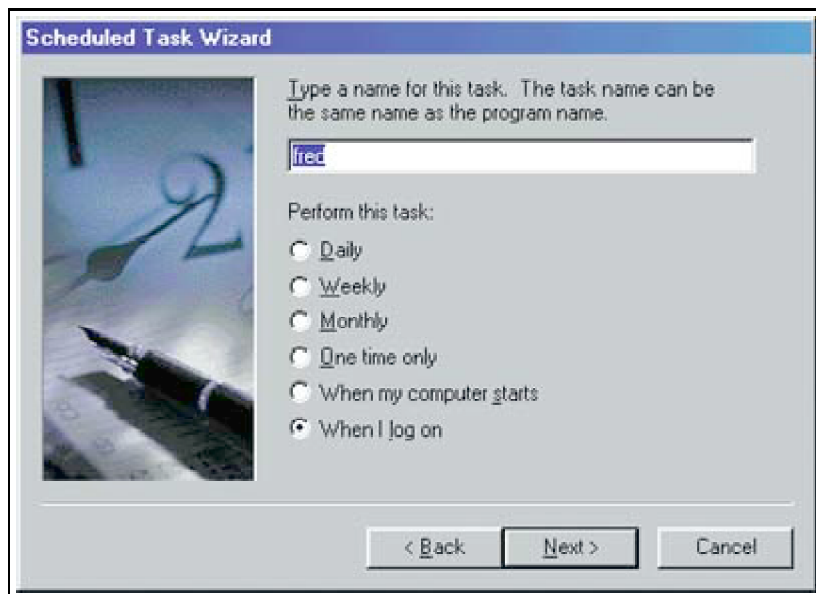 Scheduled Task Wizard
Type a name for this task. The task name can be
the same name as the program name.
fred
Perform this task:
Daily
Weekly
Monthly
One time only
When my computer starts
When I log on
< Back
Next >
Cancel
2